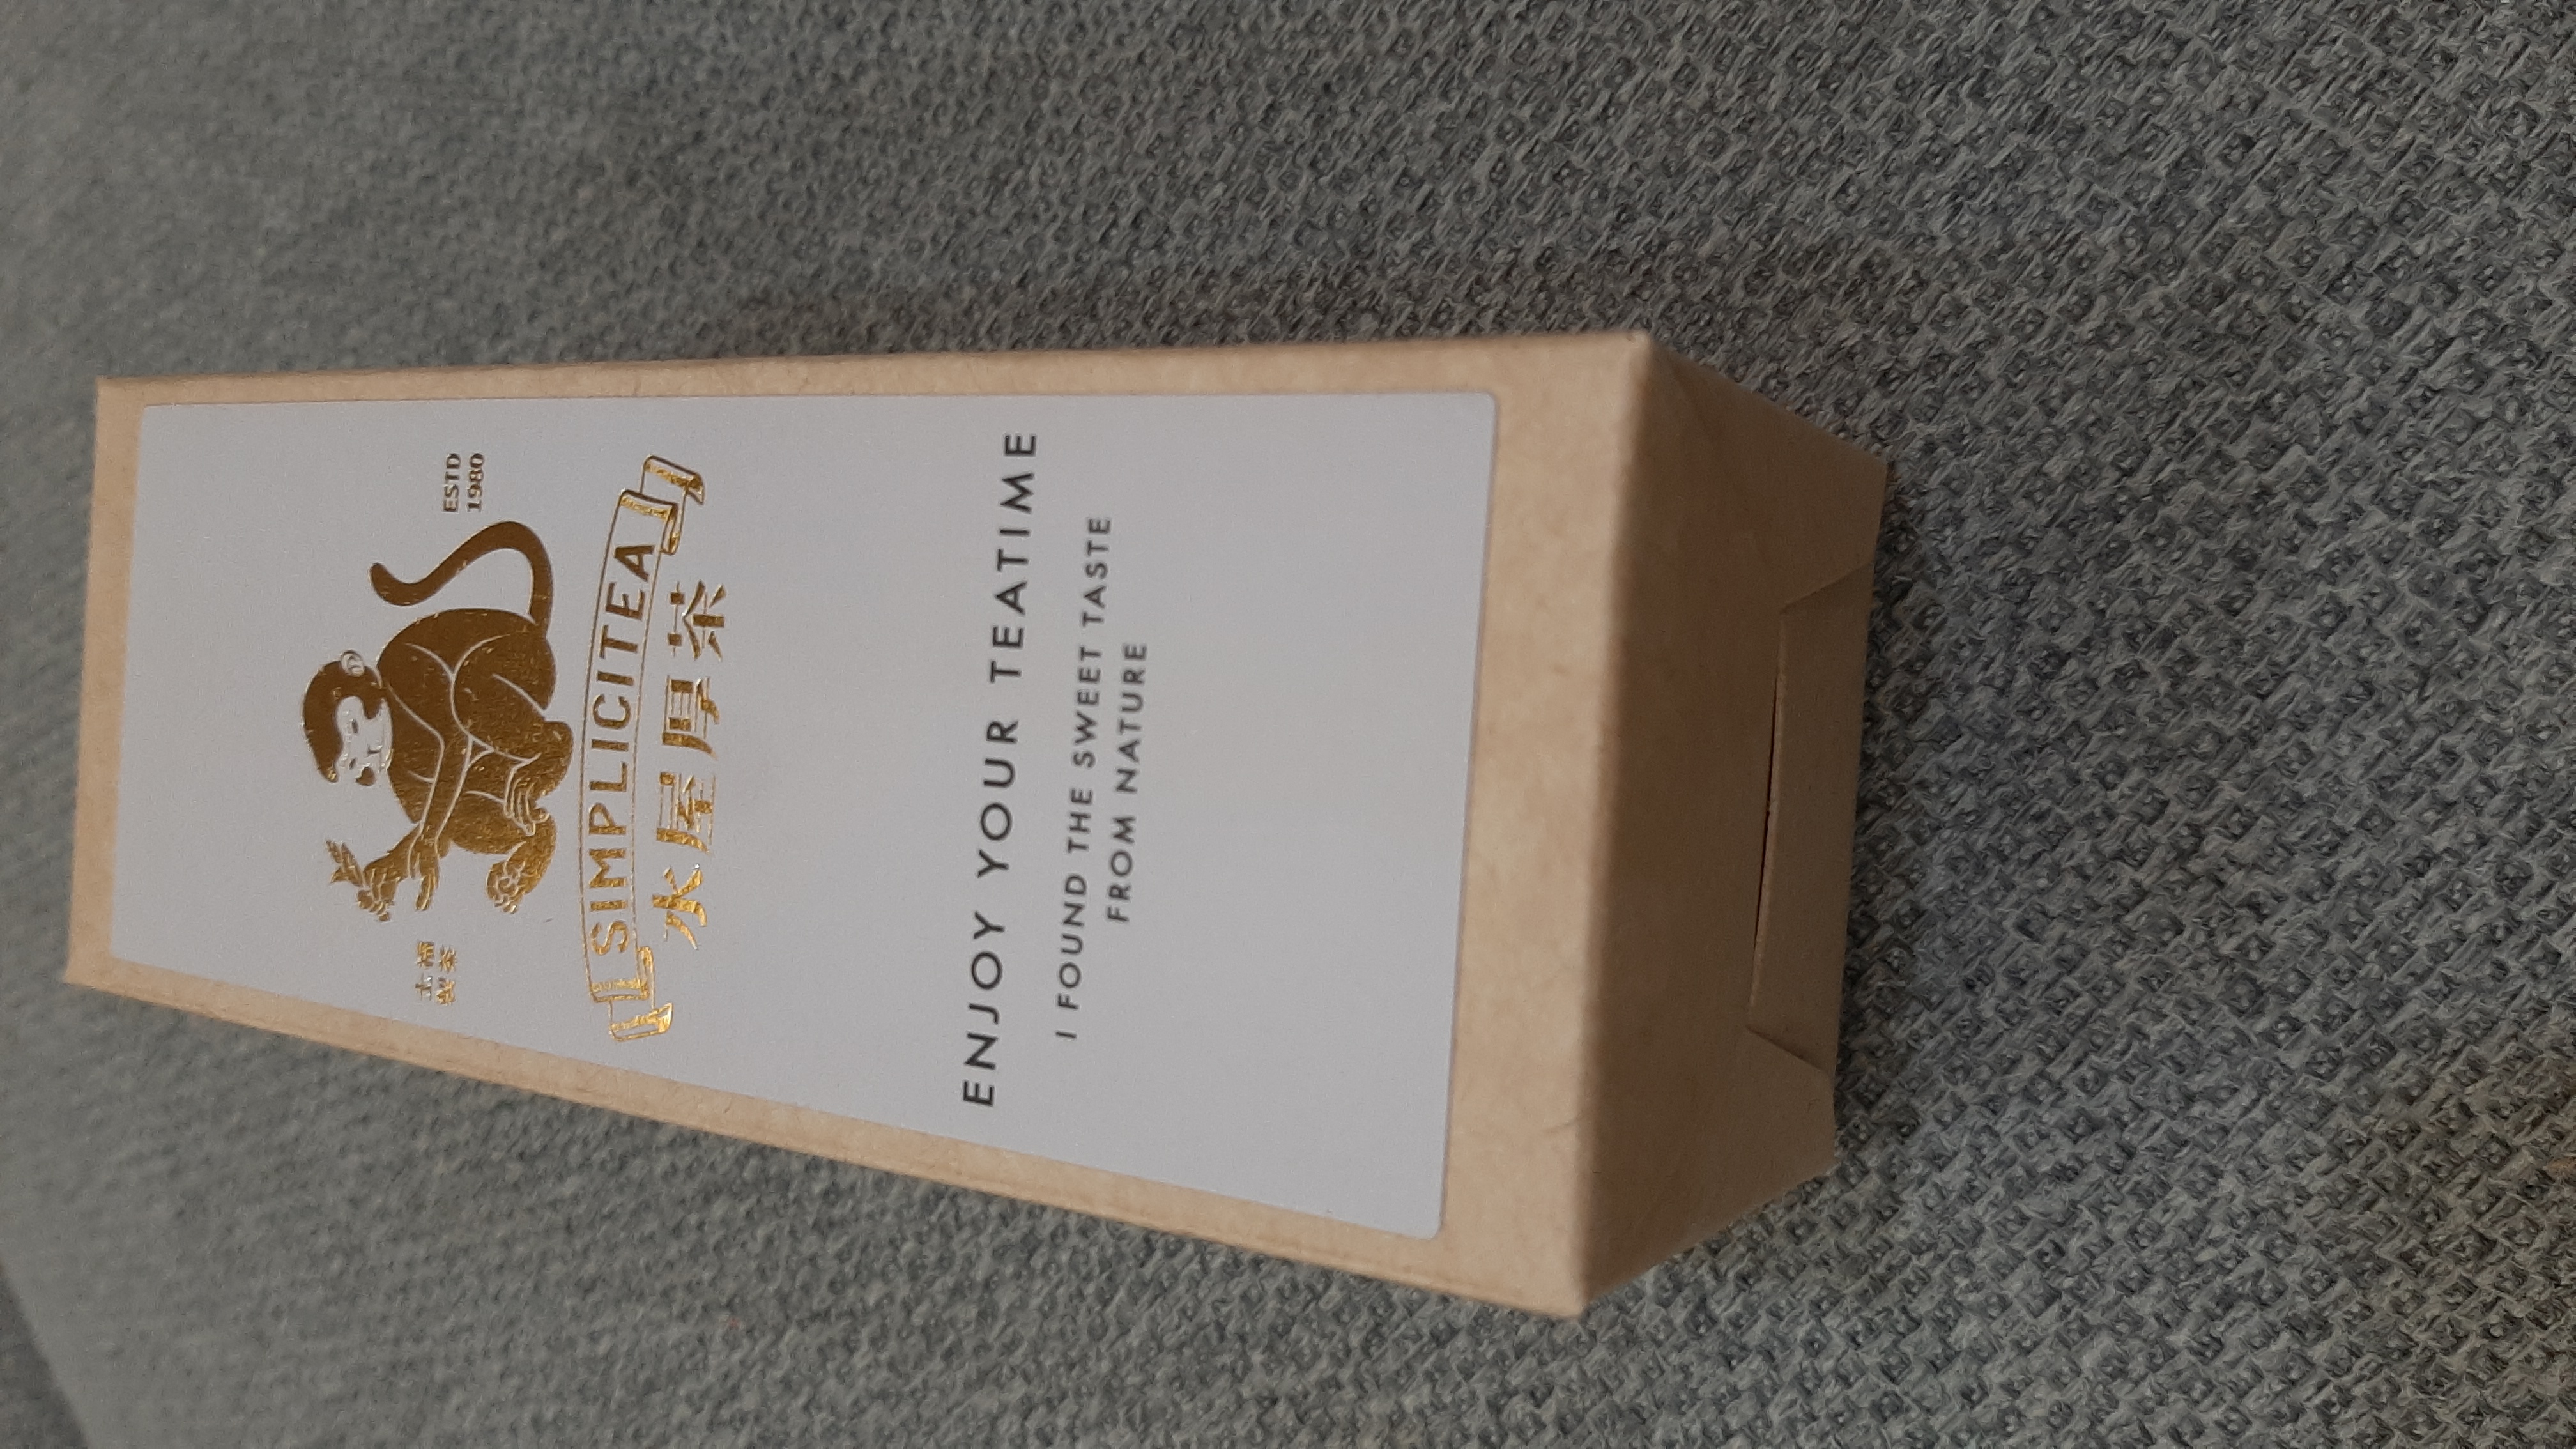 ESTD
1980
SIMPLICITEA
水屋厚茶
ENJOY YOUR TEATIME
I FOUND THE SWEET TASTE
FROM NATURE